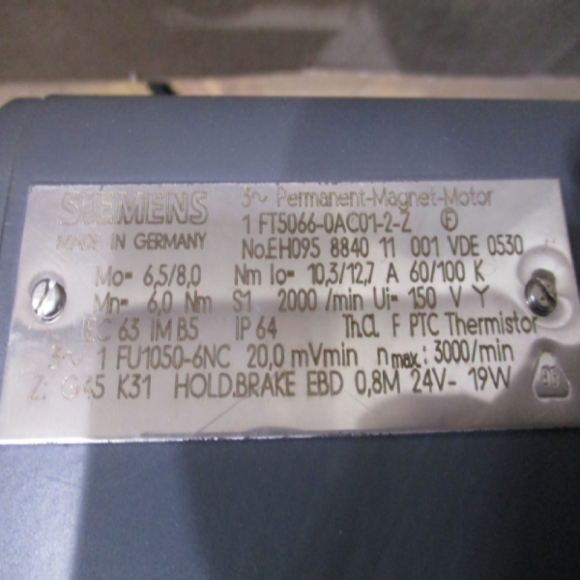 SIEMENS
3~ Permanent-Magnet-Motor
1 FT5066-0AC01-2-Z F
MADE IN GERMANY
No.EH095 8840 11 001 VDE 0530
Mo= 6,5/8,0 Nm Io= 10,3/12,7 A 60/100 K
Mn= 6,0 Nm S1 2000 /min Ui= 150 V Y
IEC 63 IM B5 IP 64 Th.Cl. F PTC Thermistor
3~ 1 FU1050-6NC 20,0 mVmin nmax.: 3000/min
Z: G45 K31 HOLD.BRAKE EBD 0,8M 24V- 19W